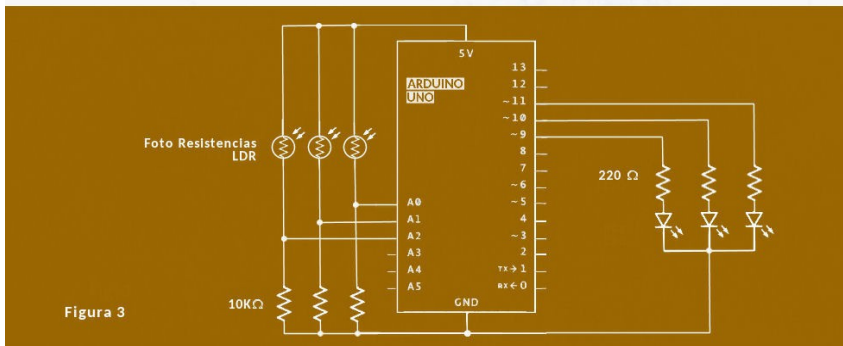 5V
ARDUINO
UNO
13
12
~11
~10
~9
8
7
~6
~5
4
~3
2
TX→1
RX←0
Foto Resistencias
LDR
A0
A1
A2
A3
A4
A5
GND
220 Ω
10KΩ
Figura 3